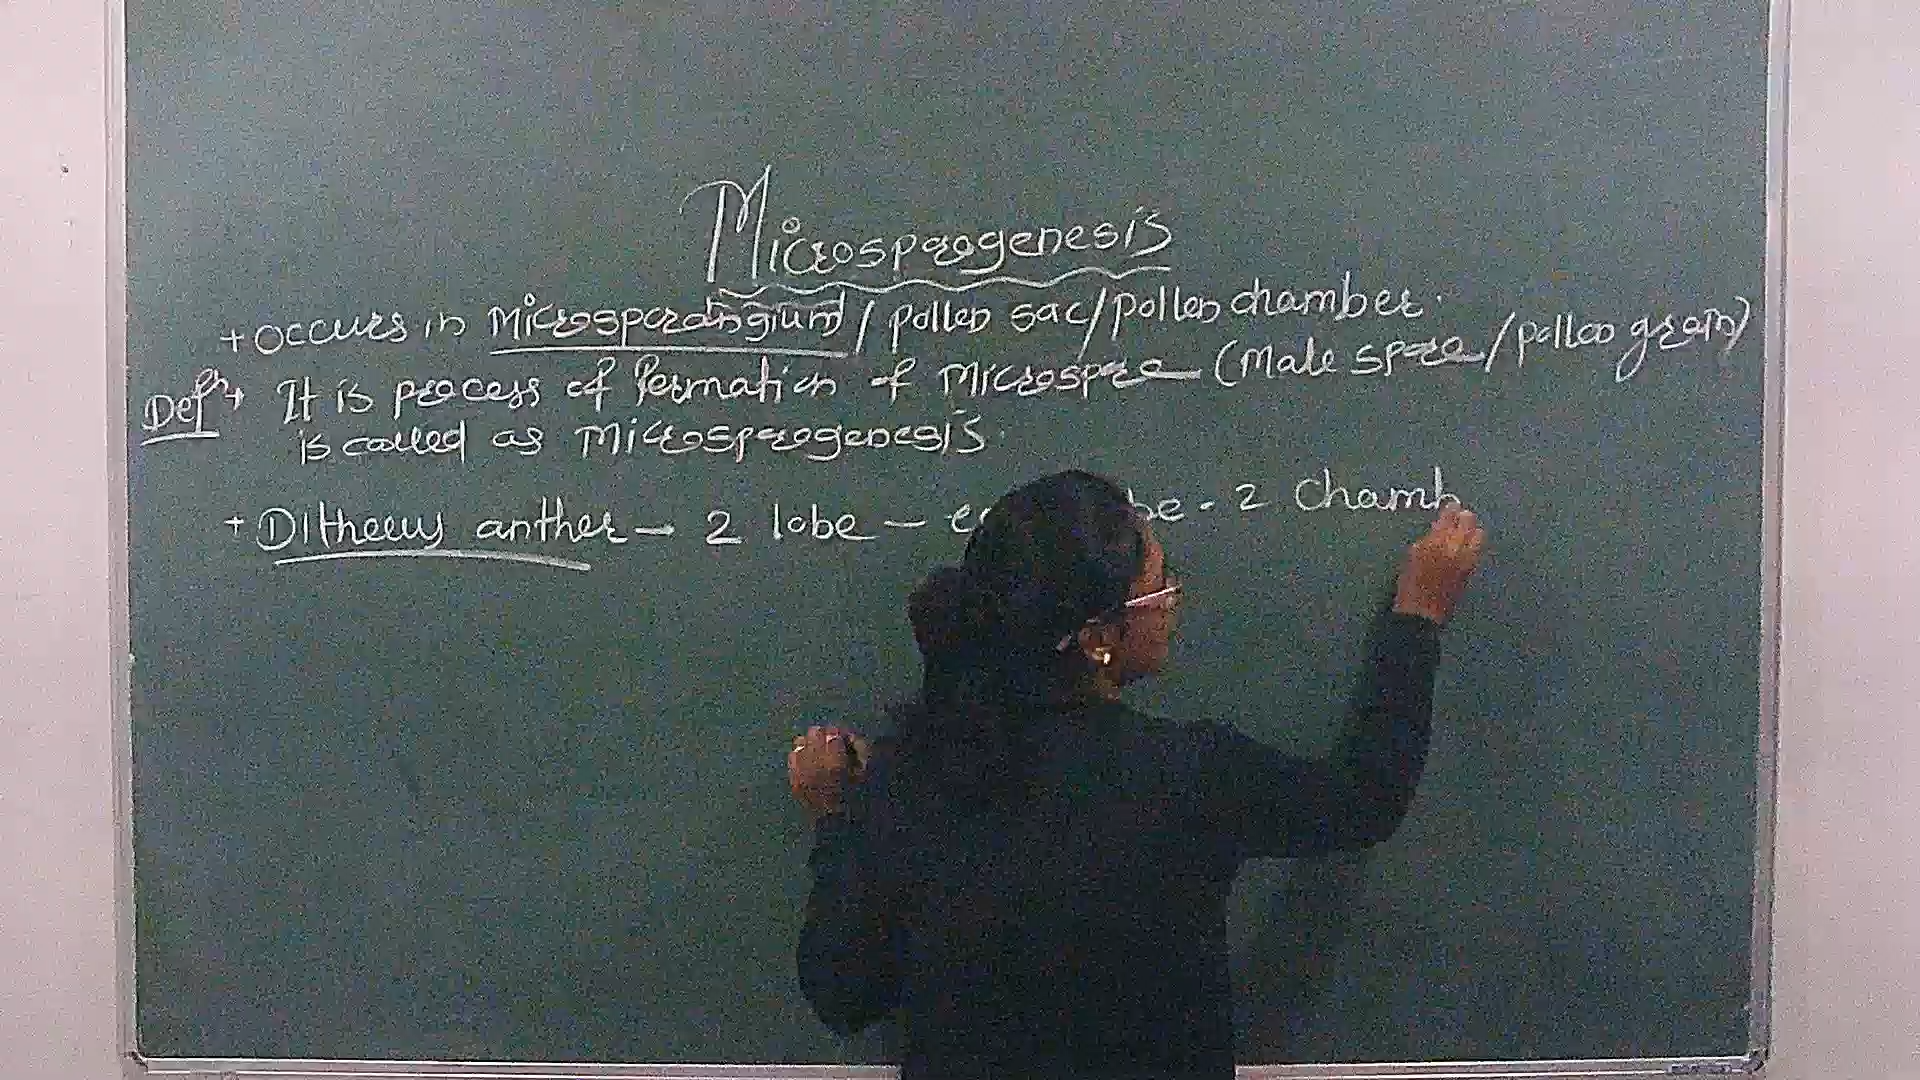 Microsporogenesis
+ Occurs in Microsporangium / pollen sac / pollen chamber.
Defn + It is process of formation of Microspore (Male spore / pollen grain)
is called as Microsporogenesis.
+ Dithecus anther - 2 lobe - be - 2 Chamb